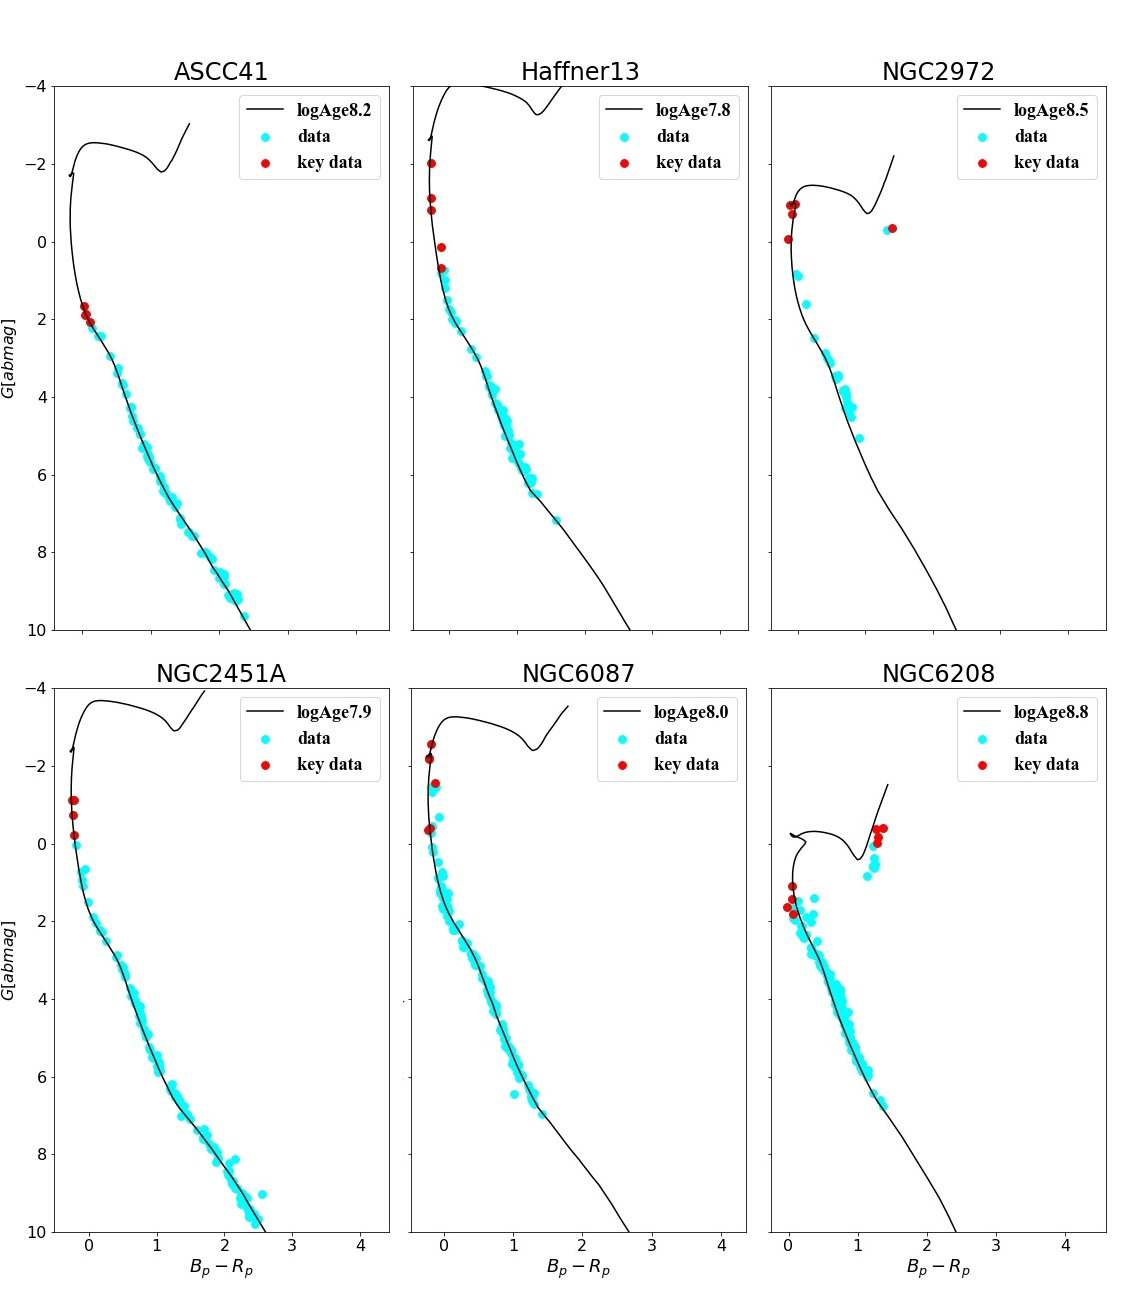 ASCC41
Haffner13
NGC2972
logAge8.2
data
key data
logAge7.8
data
key data
logAge8.5
data
key data
−4
−2
0
2
4
6
8
10
G[abmag]
NGC2451A
NGC6087
NGC6208
logAge7.9
data
key data
logAge8.0
data
key data
logAge8.8
data
key data
−4
−2
0
2
4
6
8
10
G[abmag]
0 1 2 3 4
0 1 2 3 4
0 1 2 3 4
Bp − Rp
Bp − Rp
Bp − Rp